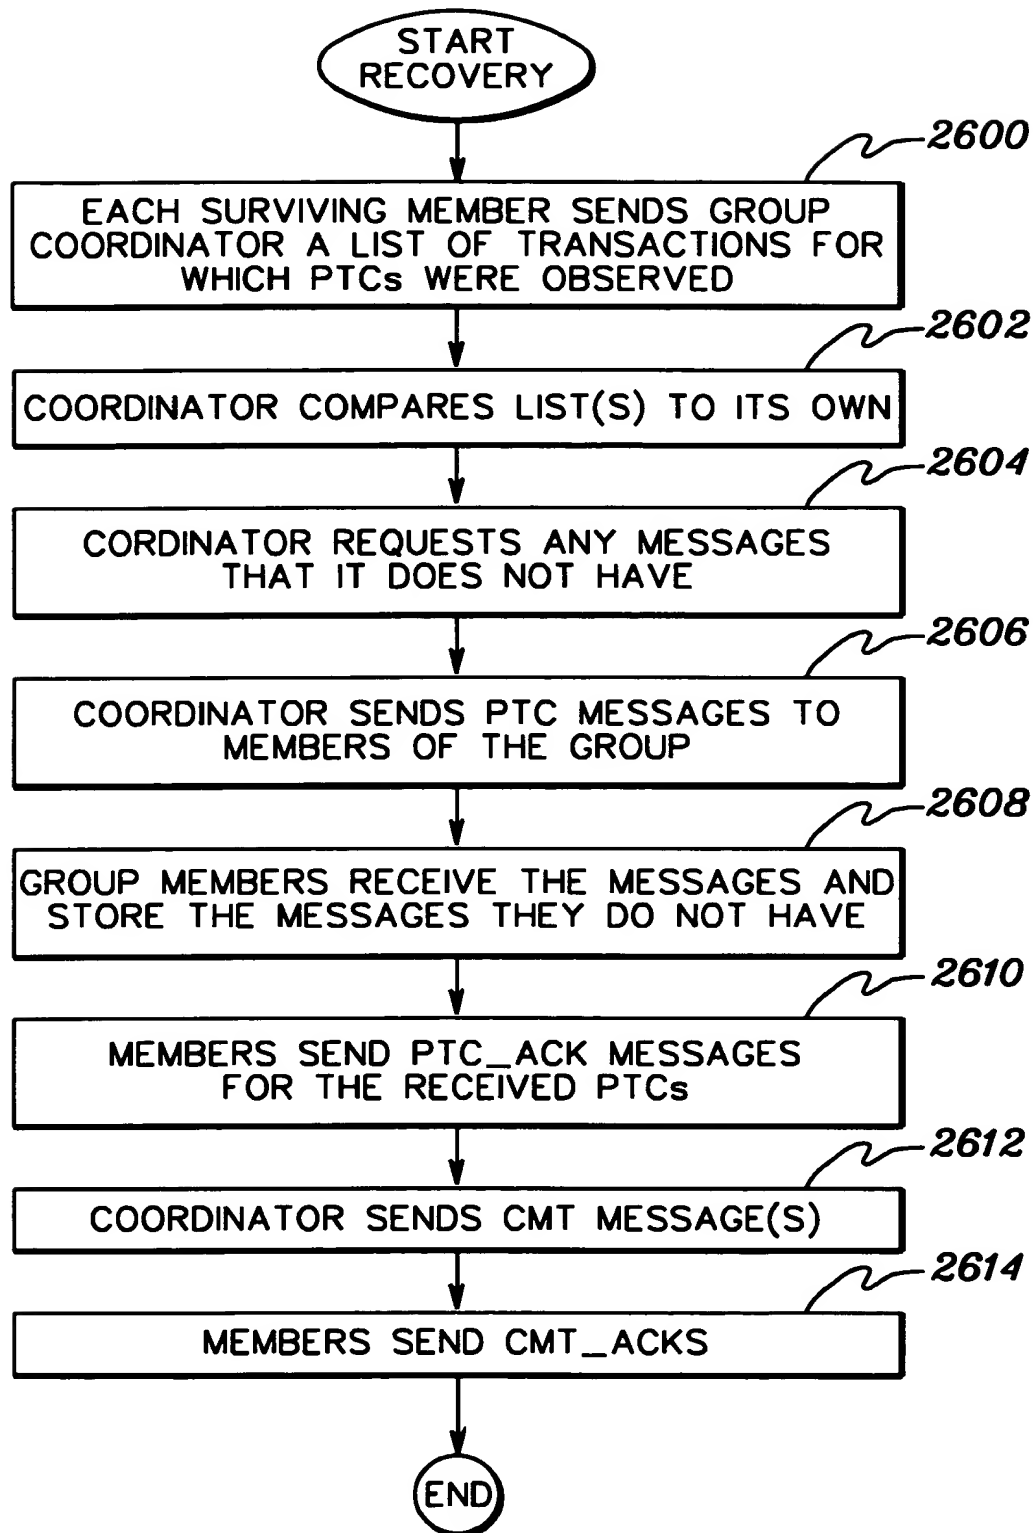 START
RECOVERY
2600
EACH SURVIVING MEMBER SENDS GROUP
COORDINATOR A LIST OF TRANSACTIONS FOR
WHICH PTCs WERE OBSERVED
2602
COORDINATOR COMPARES LIST(S) TO ITS OWN
2604
CORDINATOR REQUESTS ANY MESSAGES
THAT IT DOES NOT HAVE
2606
COORDINATOR SENDS PTC MESSAGES TO
MEMBERS OF THE GROUP
2608
GROUP MEMBERS RECEIVE THE MESSAGES AND
STORE THE MESSAGES THEY DO NOT HAVE
2610
MEMBERS SEND PTC_ACK MESSAGES
FOR THE RECEIVED PTCs
2612
COORDINATOR SENDS CMT MESSAGE(S)
2614
MEMBERS SEND CMT_ACKS
END